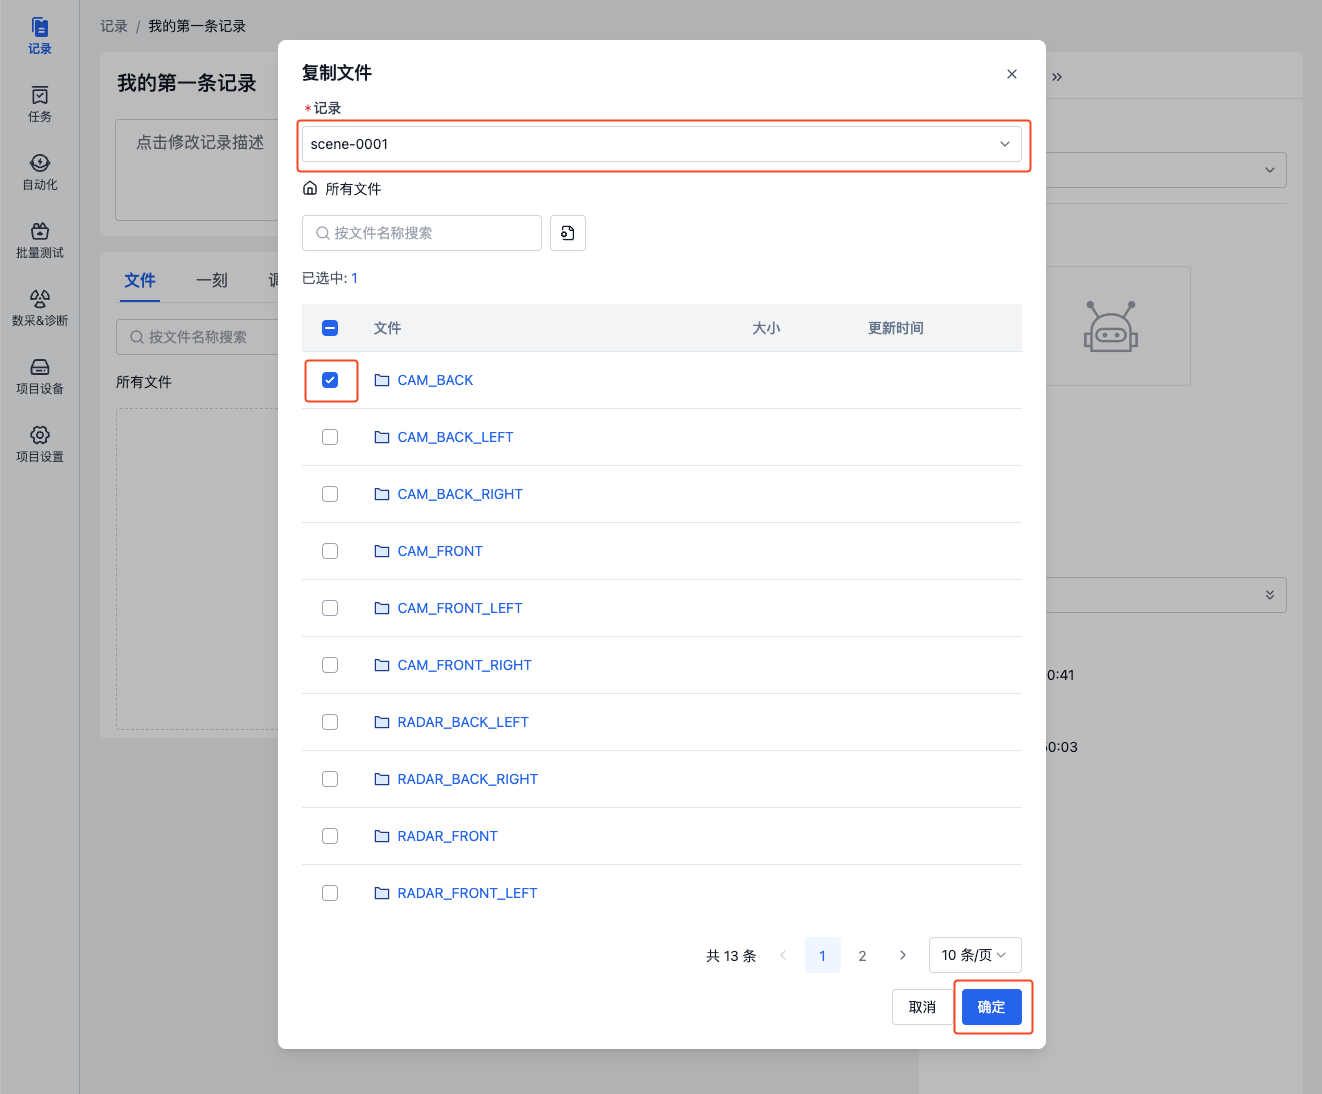 记录
任务
自动化
批量测试
数采&诊断
项目设备
项目设置
记录 / 我的第一条记录
我的第一条记录
点击修改记录描述
文件 一刻
按文件名称搜索
所有文件
复制文件
*记录
scene-0001
所有文件
按文件名称搜索
已选中: 1
文件 大小 更新时间
CAM_BACK
CAM_BACK_LEFT
CAM_BACK_RIGHT
CAM_FRONT
CAM_FRONT_LEFT
CAM_FRONT_RIGHT
RADAR_BACK_LEFT
RADAR_BACK_RIGHT
RADAR_FRONT
RADAR_FRONT_LEFT
共 13 条 1 2 10 条/页
取消 确定
0:41
0:03